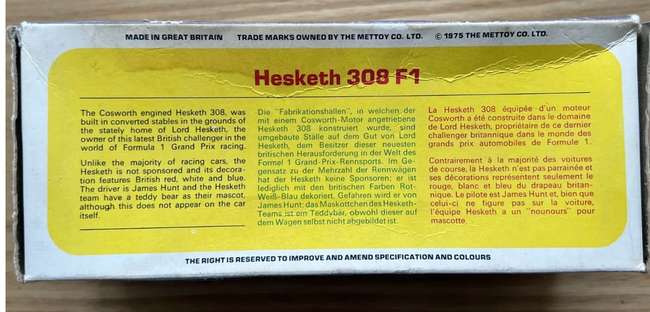 MADE IN GREAT BRITAIN TRADE MARKS OWNED BY THE METTOY CO. LTD. © 1975 THE METTOY CO. LTD.
Hesketh 308 F1
The Cosworth engined Hesketh 308, was
built in converted stables in the grounds of
the stately home of Lord Hesketh, the
owner of this latest British challenger in the
world of Formula 1 Grand Prix racing.
Unlike the majority of racing cars, the
Hesketh is not sponsored and its decora-
tion features British red, white and blue.
The driver is James Hunt and the Hesketh
team have a teddy bear as their mascot,
although this does not appear on the car
itself.
Die "Fabrikationshallen", in welchen der
mit einem Cosworth-Motor angetriebene
Hesketh 308 konstruiert wurde, sind
umgebaute Ställe auf dem Gut von Lord
Hesketh, dem Besitzer dieser neuesten
britischen Herausforderung in der Welt des
Formel 1 Grand-Prix-Rennsports. Im Ge-
gensatz zu der Mehrzahl der Rennwägen
hat der Hesketh keine Sponsoren; er ist
lediglich mit den britischen Farben Rot-
Weiß-Blau dekoriert. Gefahren wird er von
James Hunt; das Maskottchen des Hesketh-
Teams ist ein Teddybär, obwohl dieser auf
dem Wagen selbst nicht abgebildet ist.
La Hesketh 308 équipée d'un moteur
Cosworth a été construite dans le domaine
de Lord Hesketh, propriétaire de ce dernier
challenger britannique dans le monde des
grands prix automobiles de Formule 1.
Contrairement à la majorité des voitures
de course, la Hesketh n'est pas parrainée et
ses décorations représentent seulement le
rouge, blanc et bleu du drapeau britan-
nique. Le pilote est James Hunt et, bien que
celui-ci ne figure pas sur la voiture,
l'équipe Hesketh a un "nounours" pour
mascotte.
THE RIGHT IS RESERVED TO IMPROVE AND AMEND SPECIFICATION AND COLOURS